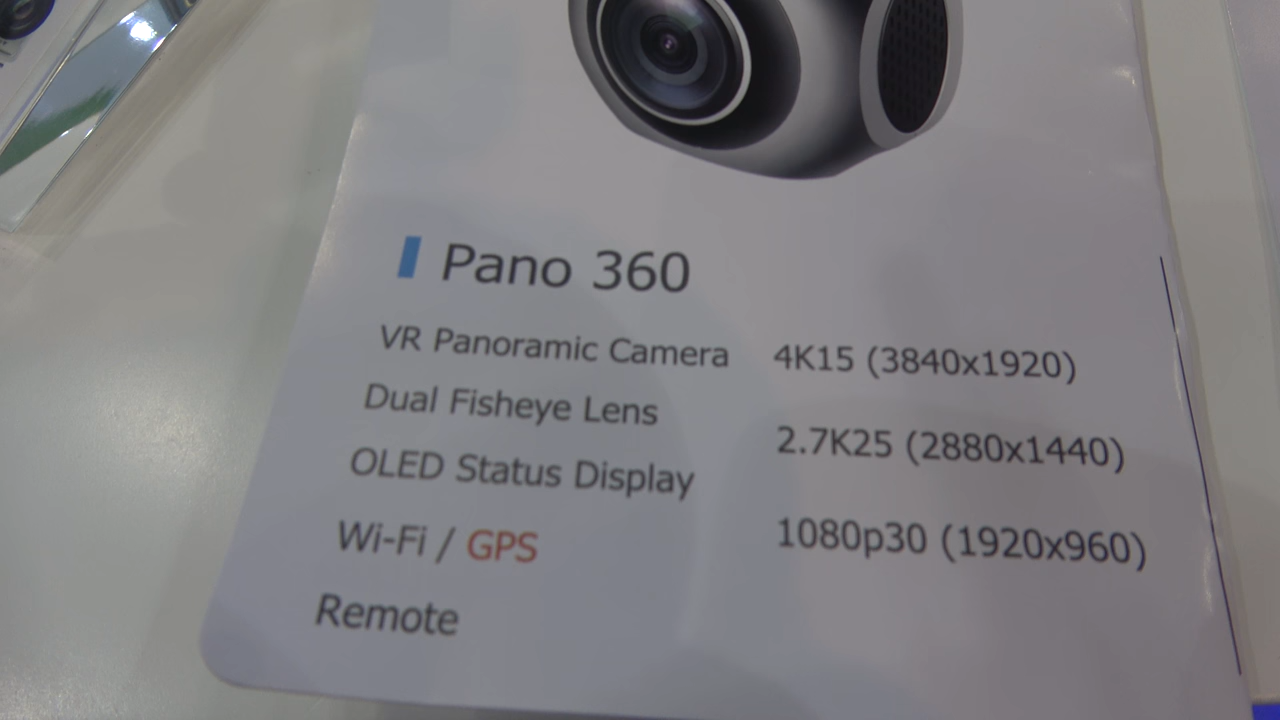 Pano 360
VR Panoramic Camera
Dual Fisheye Lens
OLED Status Display
Wi-Fi / GPS
Remote
4K15 (3840x1920)
2.7K25 (2880x1440)
1080p30 (1920x960)